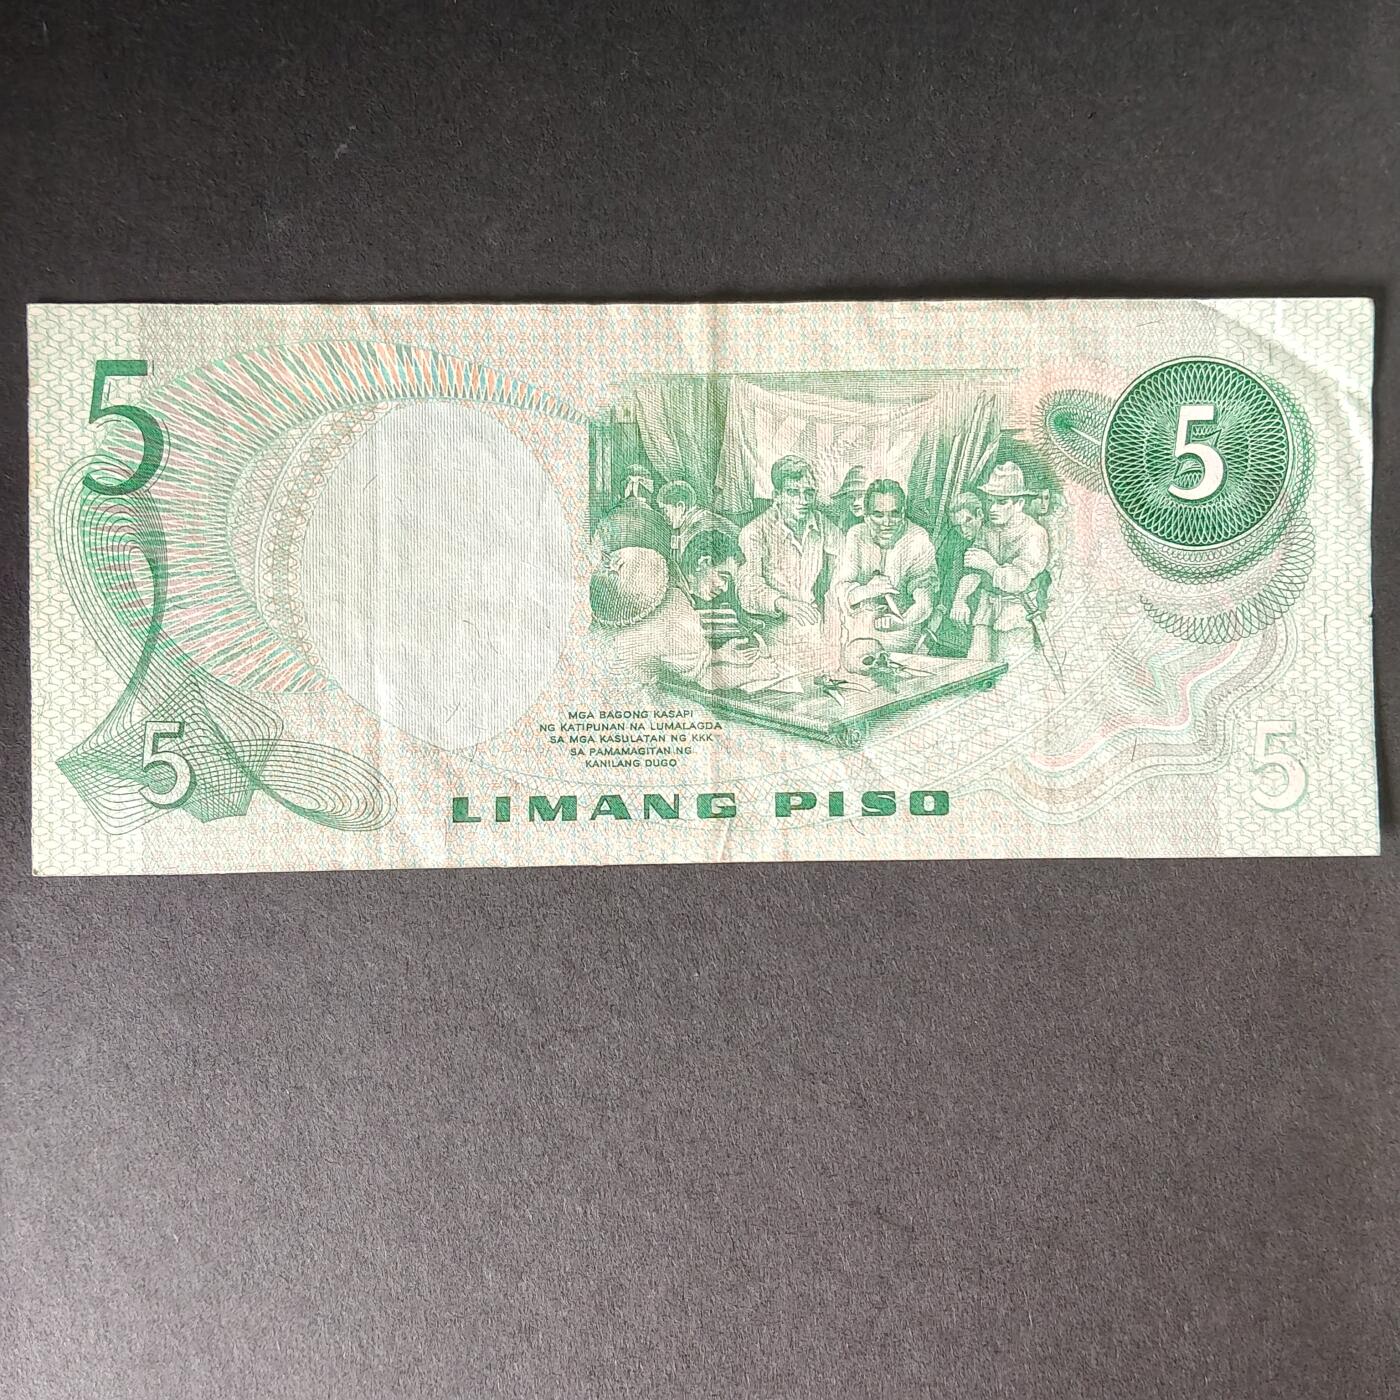 5
5
MGA BAGONG KASAPI
NG KATIPUNAN NA LUMALAGDA
SA MGA KASULATAN NG KKK
SA PAMAMAGITAN NG
KANILANG DUGO
5
5
LIMANG PISO